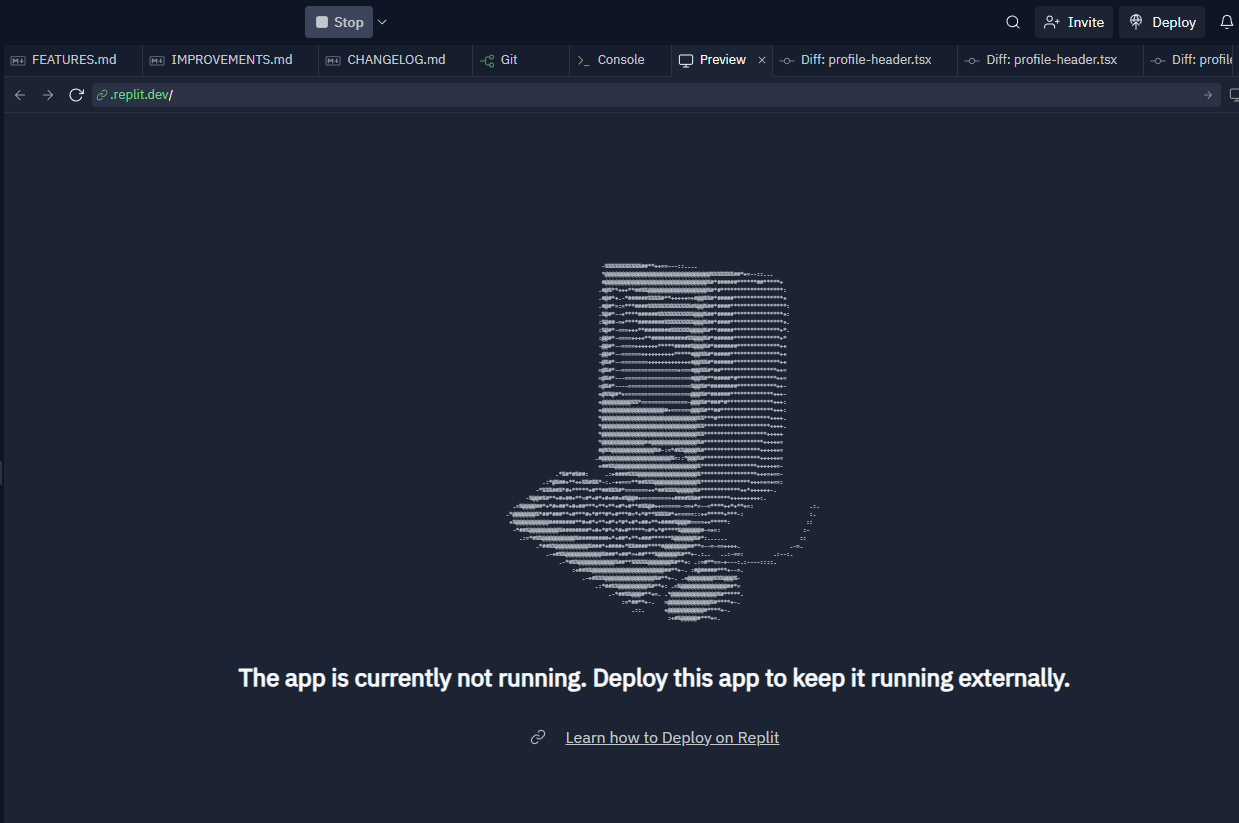 Stop
Invite
Deploy
FEATURES.md
IMPROVEMENTS.md
CHANGELOG.md
Git
Console
Preview
Diff: profile-header.tsx
Diff: profile-header.tsx
Diff: profile
.replit.dev/
The app is currently not running. Deploy this app to keep it running externally.
Learn how to Deploy on Replit